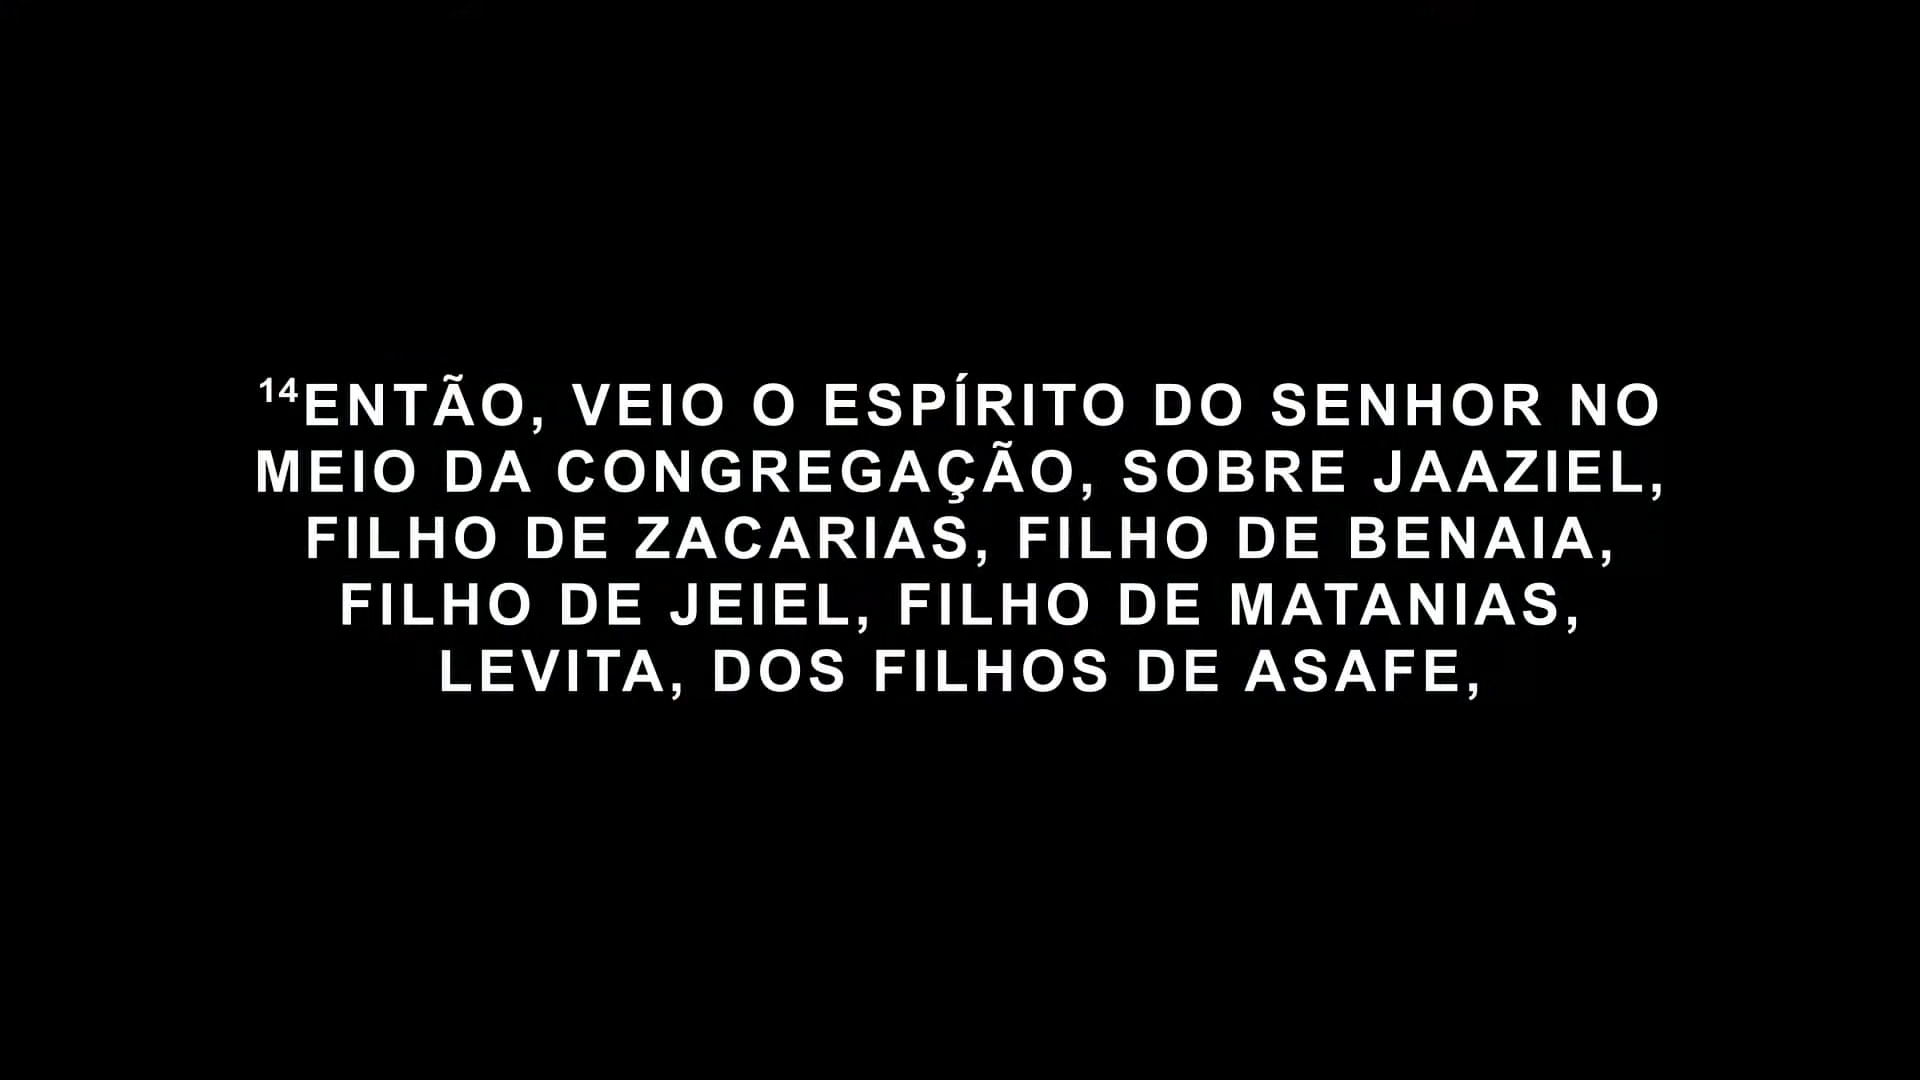 ¹⁴ENTÃO, VEIO O ESPÍRITO DO SENHOR NO
MEIO DA CONGREGAÇÃO, SOBRE JAAZIEL,
FILHO DE ZACARIAS, FILHO DE BENAIA,
FILHO DE JEIEL, FILHO DE MATANIAS,
LEVITA, DOS FILHOS DE ASAFE,